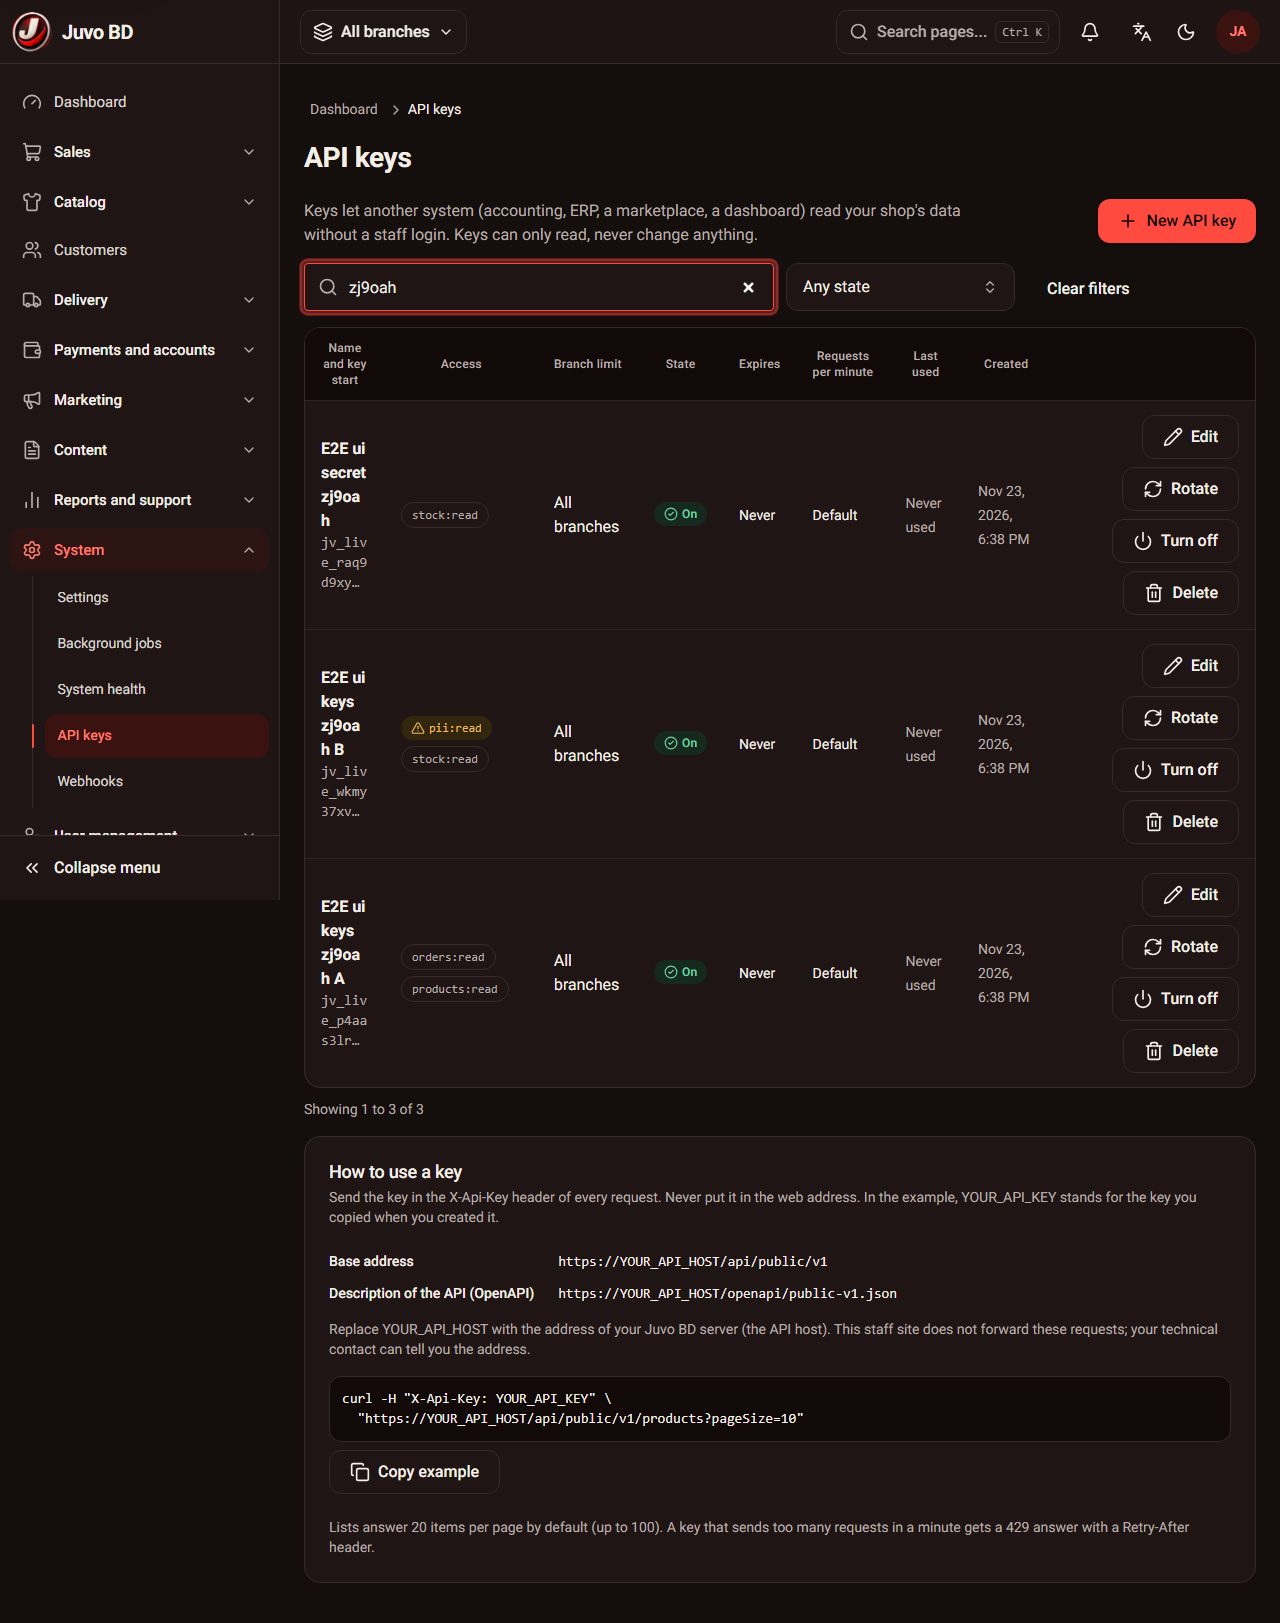 Juvo BD
All branches
Search pages...
Ctrl K
JA
Dashboard
Sales
Catalog
Customers
Delivery
Payments and accounts
Marketing
Content
Reports and support
System
Settings
Background jobs
System health
API keys
Webhooks
User management
Collapse menu
Dashboard > API keys
API keys
Keys let another system (accounting, ERP, a marketplace, a dashboard) read your shop's data
without a staff login. Keys can only read, never change anything.
New API key
zj9oah
Any state
Clear filters
Name
and key
start
Access
Branch limit
State
Expires
Requests
per minute
Last
used
Created
E2E ui
secret
zj9oa
h
jv_liv
e_raq9
d9xy…
stock:read
All
branches
On
Never
Default
Never
used
Nov 23,
2026,
6:38 PM
Edit
Rotate
Turn off
Delete
E2E ui
keys
zj9oa
h B
jv_liv
e_wkmy
37xv…
pii:read
stock:read
All
branches
On
Never
Default
Never
used
Nov 23,
2026,
6:38 PM
Edit
Rotate
Turn off
Delete
E2E ui
keys
zj9oa
h A
jv_liv
e_p4aa
s3lr…
orders:read
products:read
All
branches
On
Never
Default
Never
used
Nov 23,
2026,
6:38 PM
Edit
Rotate
Turn off
Delete
Showing 1 to 3 of 3
How to use a key
Send the key in the X-Api-Key header of every request. Never put it in the web address. In the example, YOUR_API_KEY stands for the key you
copied when you created it.
Base address
https://YOUR_API_HOST/api/public/v1
Description of the API (OpenAPI)
https://YOUR_API_HOST/openapi/public-v1.json
Replace YOUR_API_HOST with the address of your Juvo BD server (the API host). This staff site does not forward these requests; your technical
contact can tell you the address.
curl -H "X-Api-Key: YOUR_API_KEY" \
"https://YOUR_API_HOST/api/public/v1/products?pageSize=10"
Copy example
Lists answer 20 items per page by default (up to 100). A key that sends too many requests in a minute gets a 429 answer with a Retry-After
header.